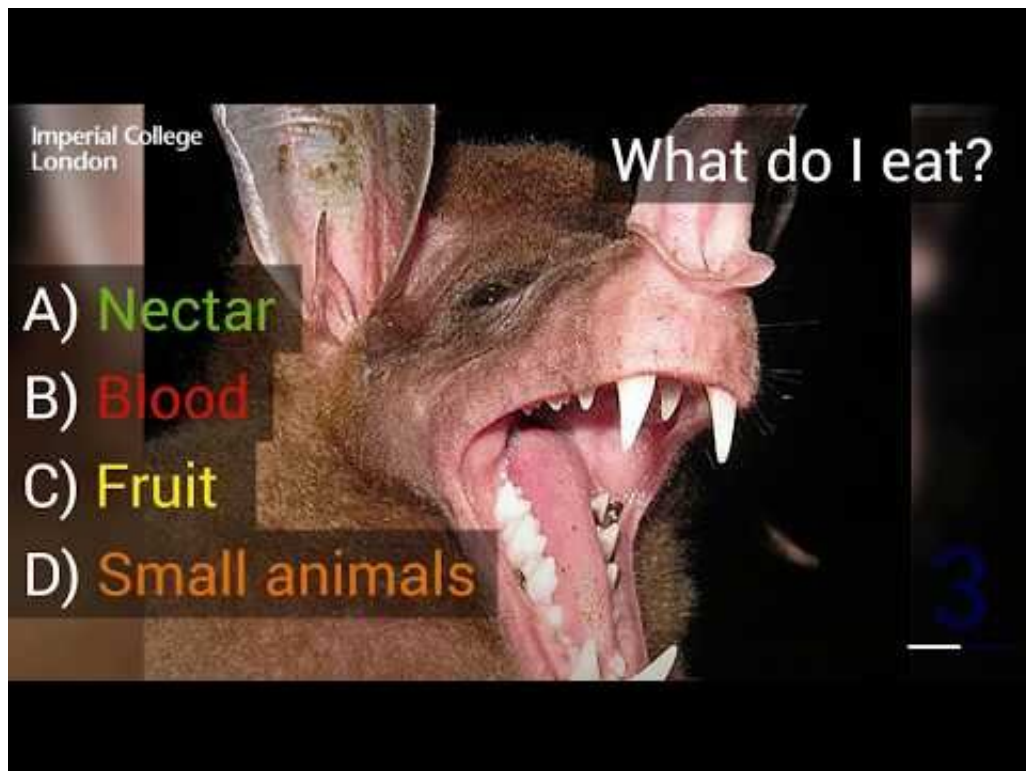 Imperial College
London
What do I eat?
A) Nectar
B) Blood
C) Fruit
D) Small animals
3